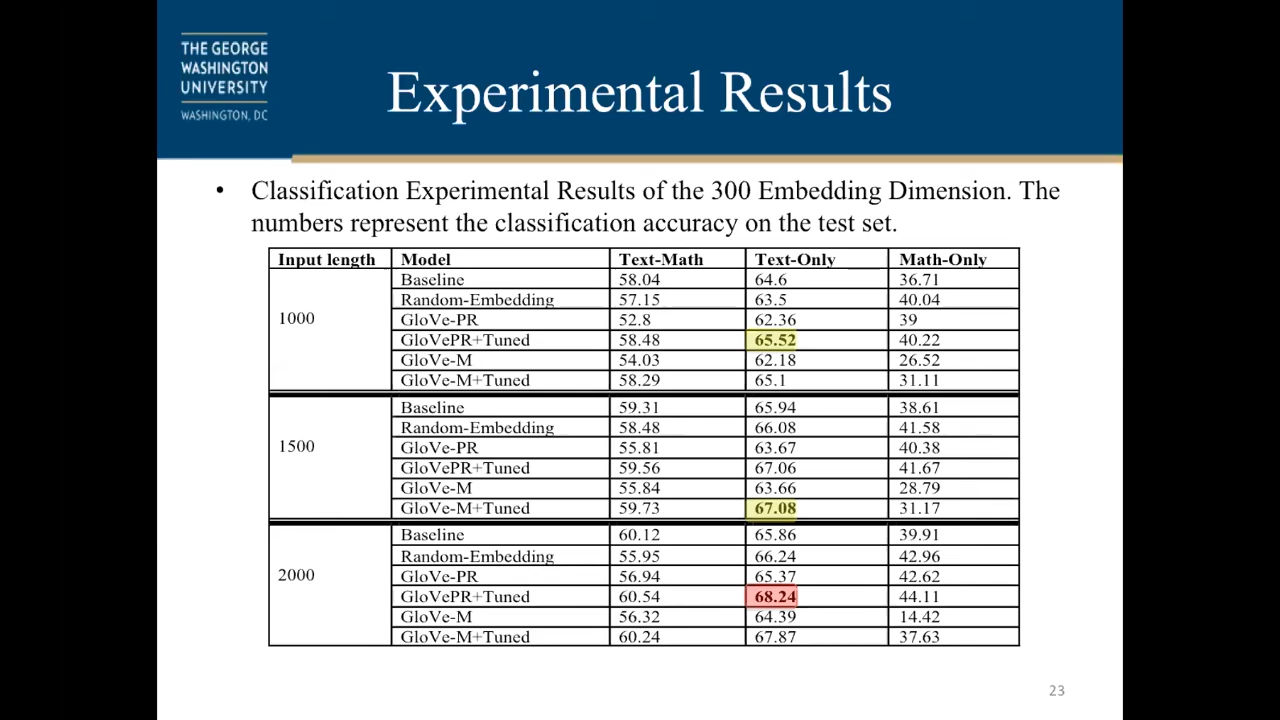 THE GEORGE
WASHINGTON
UNIVERSITY
WASHINGTON, DC
Experimental Results
• Classification Experimental Results of the 300 Embedding Dimension. The
numbers represent the classification accuracy on the test set.
Input length Model Text-Math Text-Only Math-Only
1000
Baseline 58.04 64.6 36.71
Random-Embedding 57.15 63.5 40.04
GloVe-PR 52.8 62.36 39
GloVePR+Tuned 58.48 65.52 40.22
GloVe-M 54.03 62.18 26.52
GloVe-M+Tuned 58.29 65.1 31.11
1500
Baseline 59.31 65.94 38.61
Random-Embedding 58.48 66.08 41.58
GloVe-PR 55.81 63.67 40.38
GloVePR+Tuned 59.56 67.06 41.67
GloVe-M 55.84 63.66 28.79
GloVe-M+Tuned 59.73 67.08 31.17
2000
Baseline 60.12 65.86 39.91
Random-Embedding 55.95 66.24 42.96
GloVe-PR 56.94 65.37 42.62
GloVePR+Tuned 60.54 68.24 44.11
GloVe-M 56.32 64.39 14.42
GloVe-M+Tuned 60.24 67.87 37.63
23